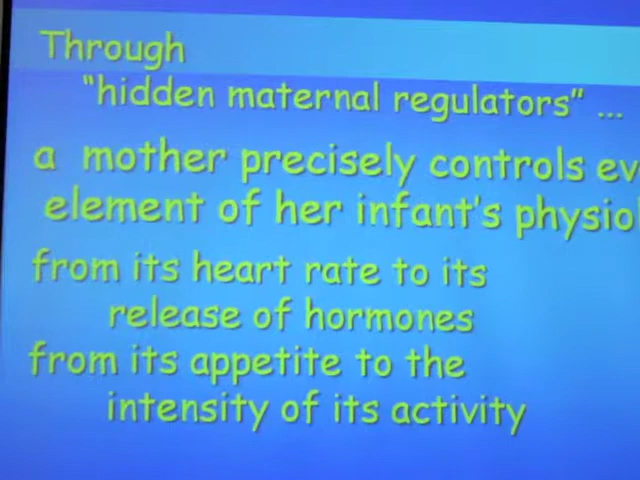 Through
"hidden maternal regulators" ...
a mother precisely controls ev
element of her infant's physiol
from its heart rate to its
release of hormones
from its appetite to the
intensity of its activity